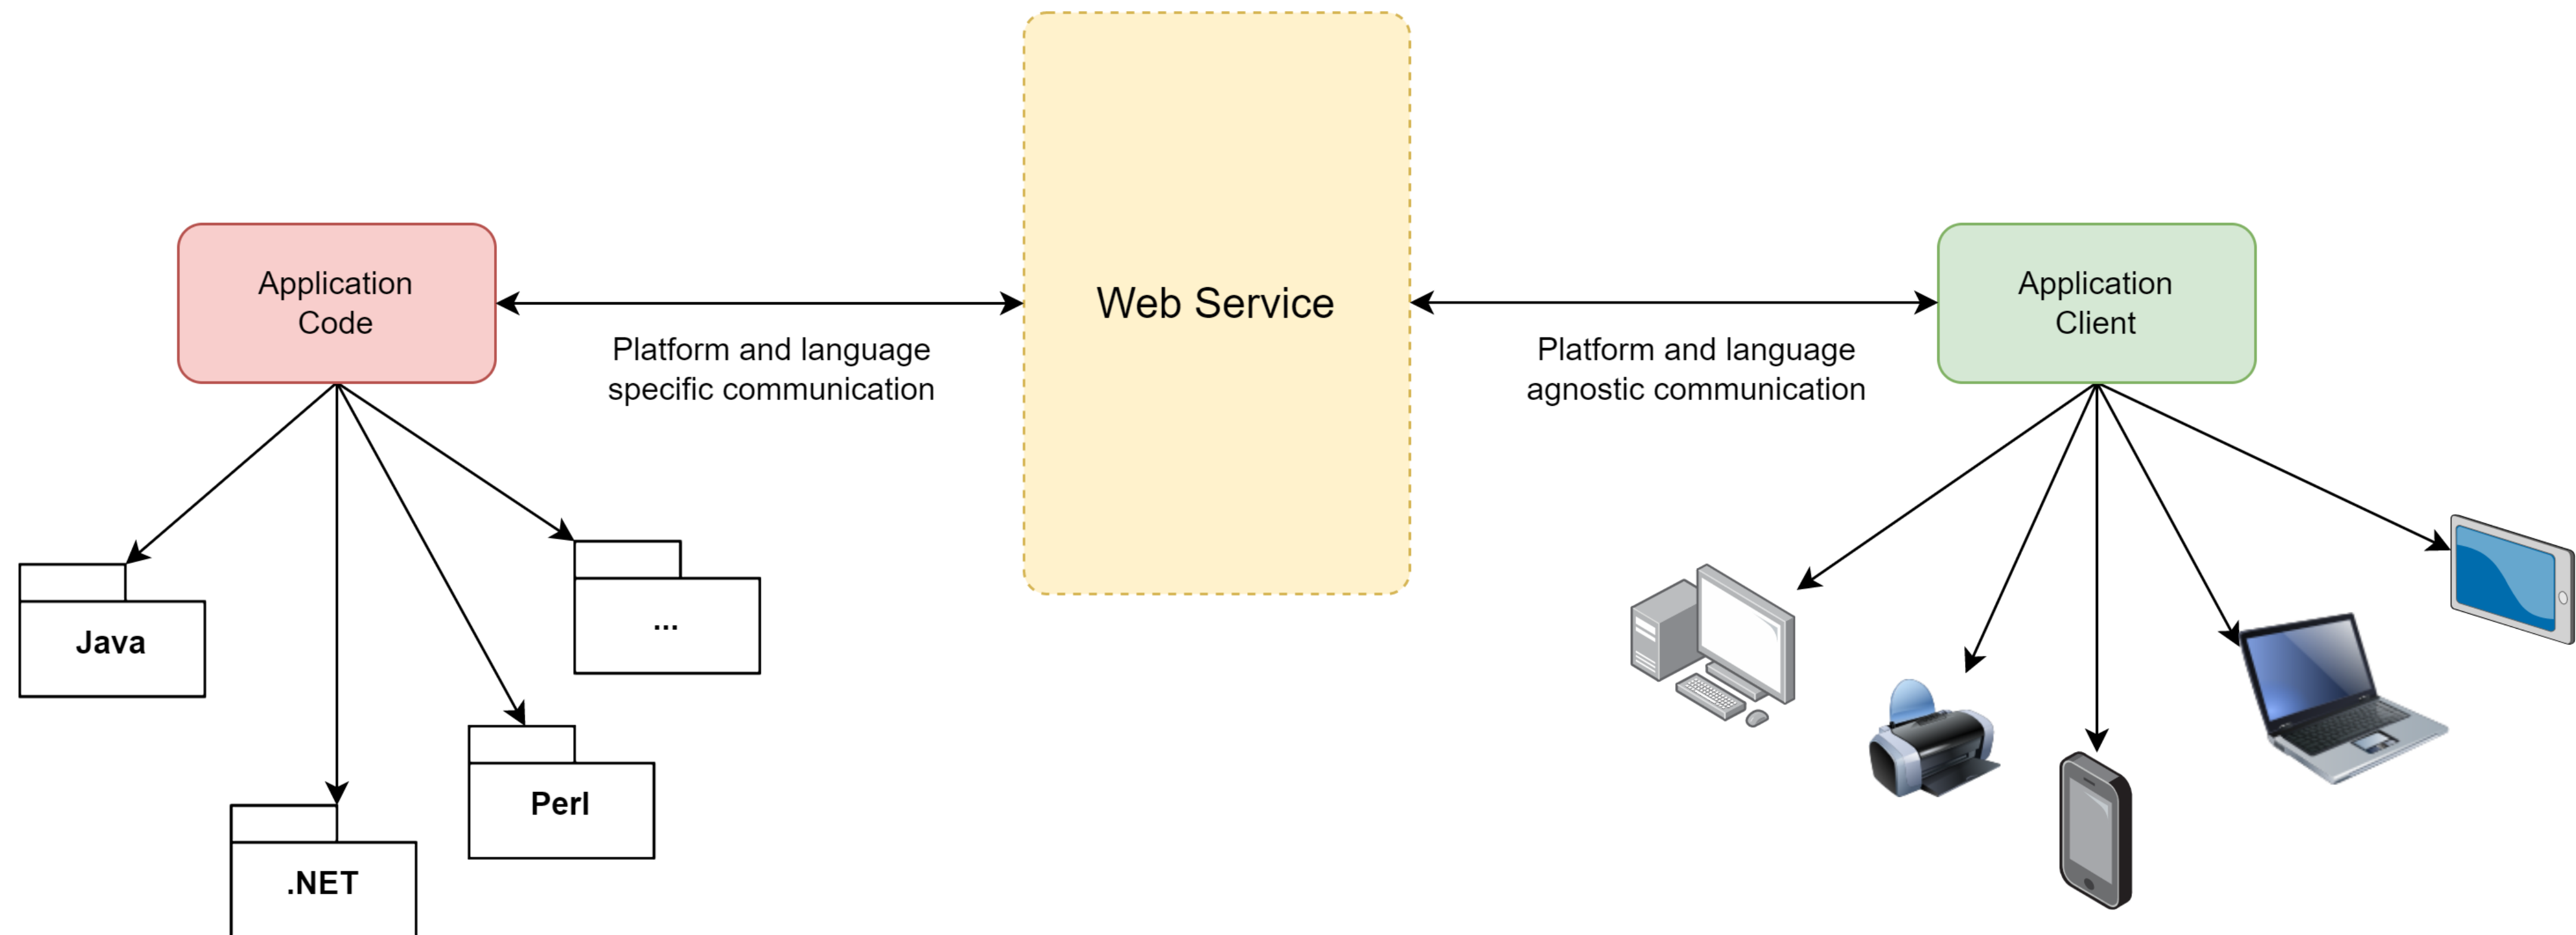 Application
Code
Platform and language
specific communication
Web Service
Platform and language
agnostic communication
Application
Client
Java
...
Perl
.NET